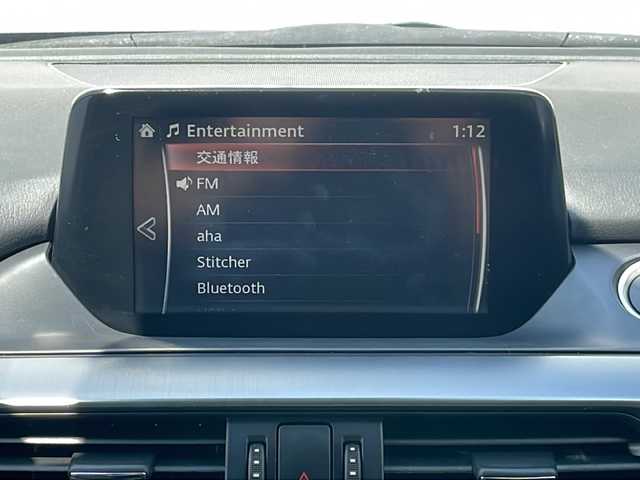 Entertainment 1:12
交通情報
FM
AM
aha
Stitcher
Bluetooth